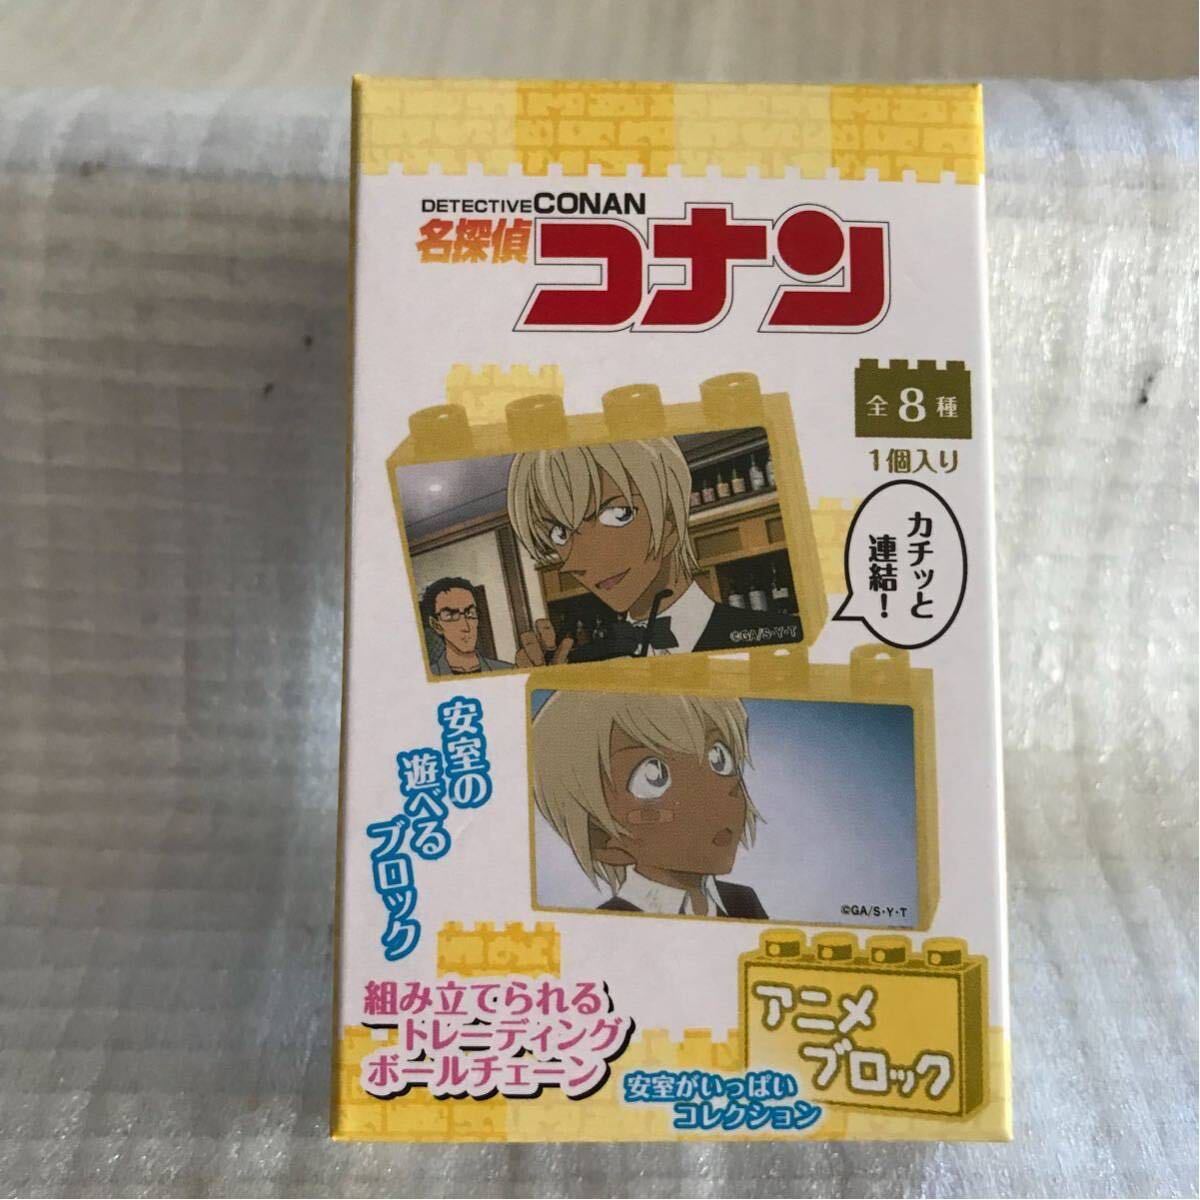 DETECTIVE CONAN
名探偵
コナン
全8種
1個入り
カチッと
連結!
©GA/S・Y・T
©GA/S・Y・T
安室の
遊べる
ブロック
組み立てられる
トレーディング
ボールチェーン
アニメ
ブロック
安室がいっぱい
コレクション